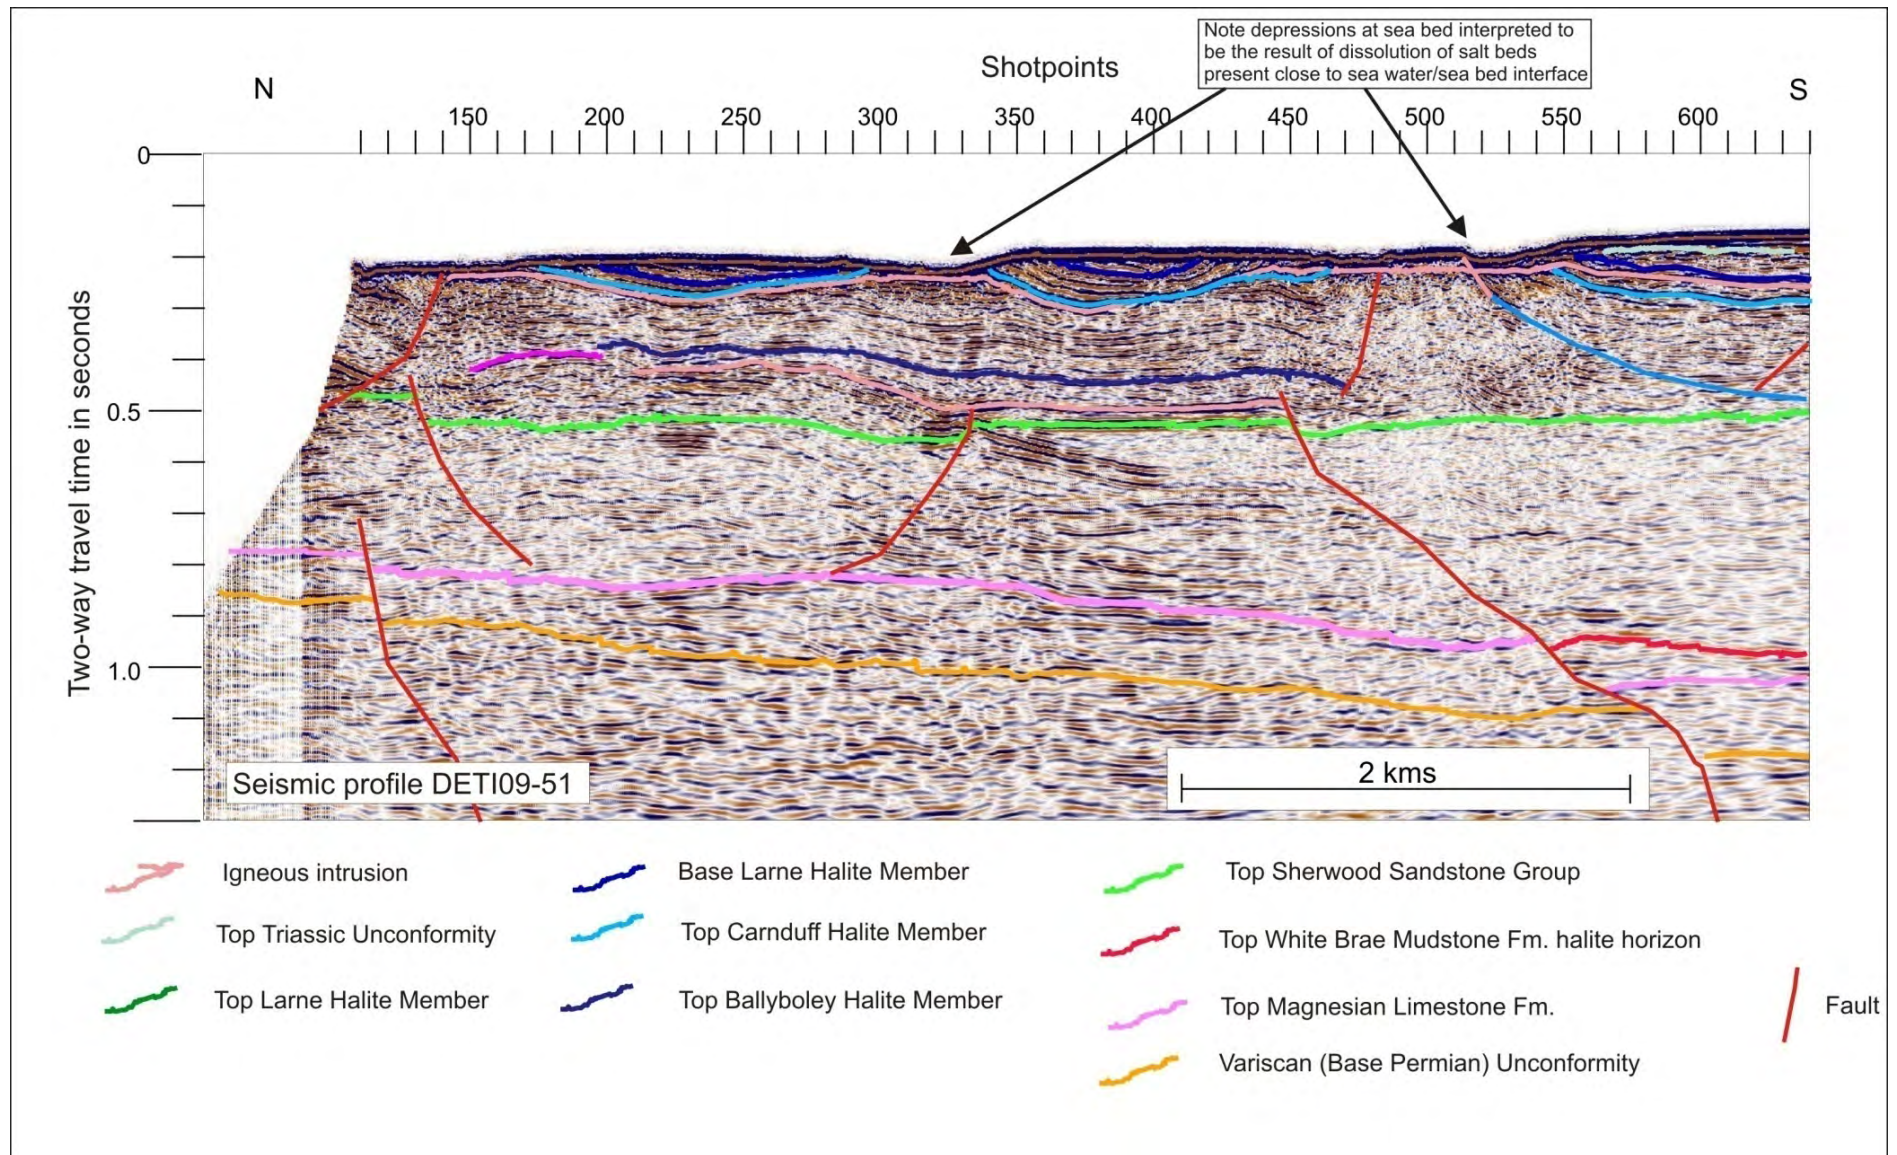 Note depressions at sea bed interpreted to
be the result of dissolution of salt beds
present close to sea water/sea bed interface
Shotpoints
N
S
150 200 250 300 350 400 450 500 550 600
0
0.5
1.0
Two-way travel time in seconds
Seismic profile DETI09-51
2 kms
Igneous intrusion
Base Larne Halite Member
Top Sherwood Sandstone Group
Top Triassic Unconformity
Top Carnduff Halite Member
Top White Brae Mudstone Fm. halite horizon
Top Larne Halite Member
Top Ballyboley Halite Member
Top Magnesian Limestone Fm.
Fault
Variscan (Base Permian) Unconformity